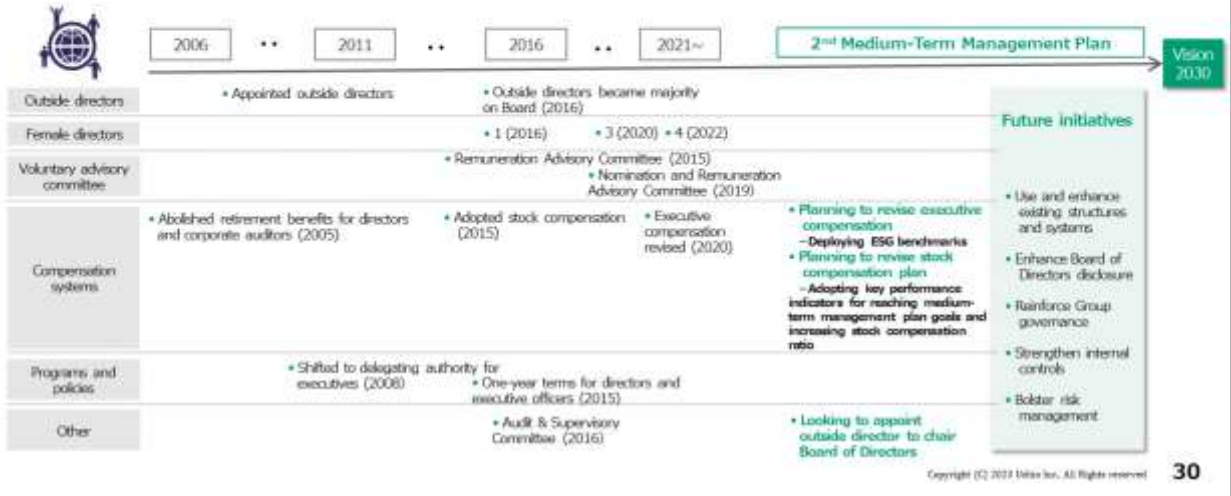 2006
2011
2016
2021~
2nd Medium-Term Management Plan
Vision
2030
Outside directors
• Appointed outside directors
• Outside directors became majority
on Board (2016)
Female directors
• 1 (2016)
• 3 (2020) • 4 (2022)
Voluntary advisory
committee
• Remuneration Advisory Committee (2015)
• Nomination and Remuneration
Advisory Committee (2019)
Compensation
systems
• Abolished retirement benefits for directors
and corporate auditors (2005)
• Adopted stock compensation
(2015)
• Executive
compensation
revised (2020)
• Planning to revise executive
compensation
–Deploying ESG benchmarks
• Planning to revise stock
compensation plan
–Adopting key performance
indicators for reaching medium-
term management plan goals and
increasing stock compensation
ratio
Programs and
policies
• Shifted to delegating authority for
executives (2008)
• One-year terms for directors and
executive officers (2015)
Other
• Audit & Supervisory
Committee (2016)
• Looking to appoint
outside director to chair
Board of Directors
Future initiatives
• Use and enhance
existing structures
and systems
• Enhance Board of
Directors disclosure
• Reinforce Group
governance
• Strengthen internal
controls
• Bolster risk
management
Copyright (C) 2023 Inc. All Rights reserved
30